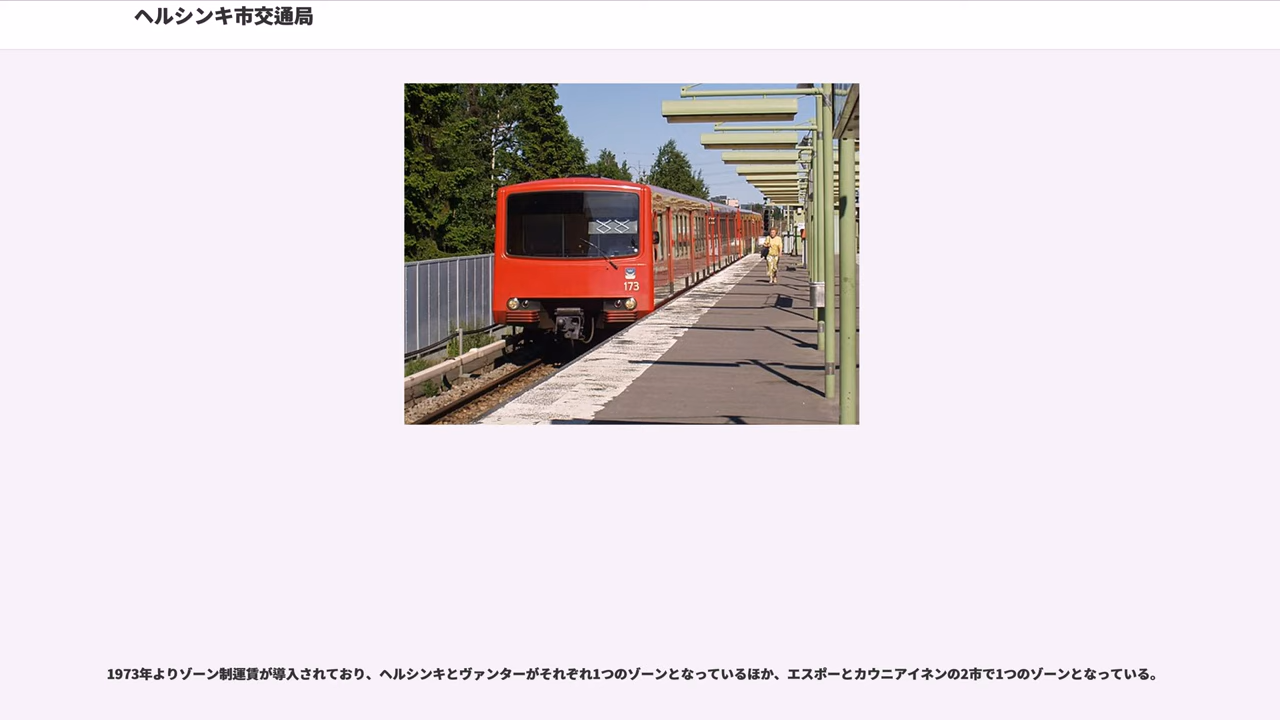 ヘルシンキ市交通局
173
1973年よりゾーン制運賃が導入されており、ヘルシンキとヴァンターがそれぞれ1つのゾーンとなっているほか、エスポーとカウニアイネンの2市で1つのゾーンとなっている。